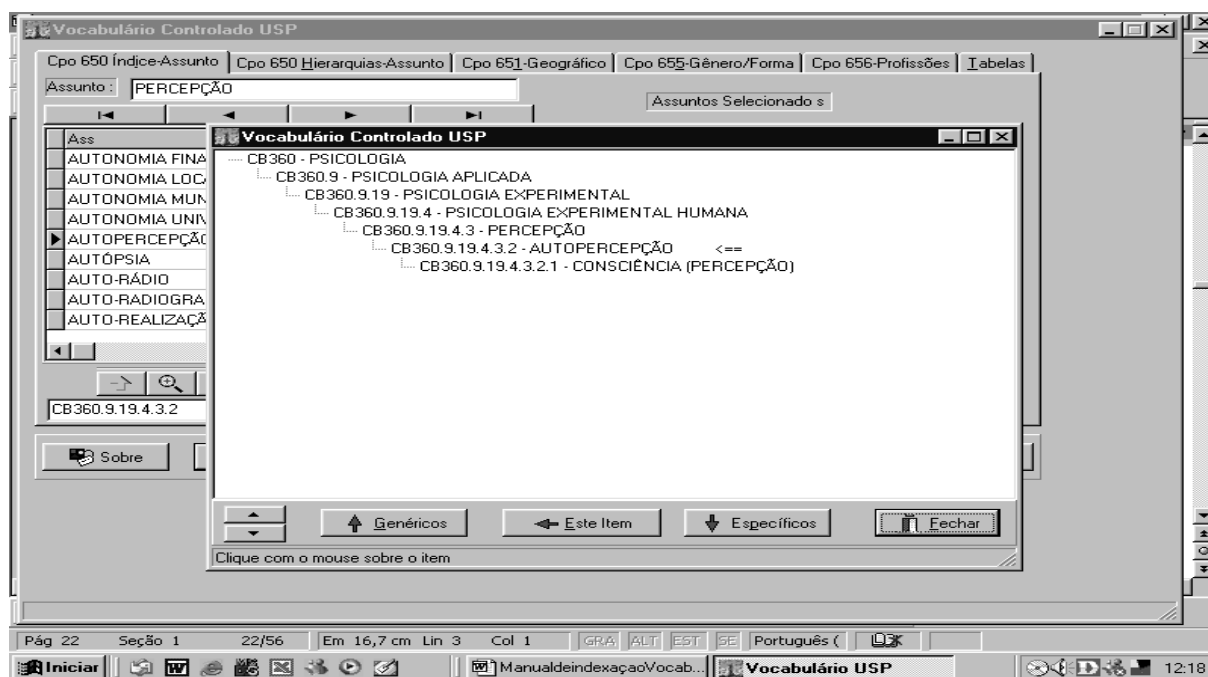 Vocabulário Controlado USP
Cpo 650 Índice-Assunto Cpo 650 Hierarquias-Assunto Cpo 651-Geográfico Cpo 655-Gênero/Forma Cpo 656-Profissões Tabelas
Assunto : PERCEPÇÃO
Assuntos Selecionado s
Ass
AUTONOMIA FINA
AUTONOMIA LOCA
AUTONOMIA MUN
AUTONOMIA UNIV
AUTOPERCEPÇÃO
AUTÓPSIA
AUTO-RÁDIO
AUTO-RADIOGRA
AUTO-REALIZAÇÃ
CB360.9.19.4.3.2
Sobre
Vocabulário Controlado USP
CB360 - PSICOLOGIA
CB360.9 - PSICOLOGIA APLICADA
CB360.9.19 - PSICOLOGIA EXPERIMENTAL
CB360.9.19.4 - PSICOLOGIA EXPERIMENTAL HUMANA
CB360.9.19.4.3 - PERCEPÇÃO
CB360.9.19.4.3.2 - AUTOPERCEPÇÃO <==
CB360.9.19.4.3.2.1 - CONSCIÊNCIA (PERCEPÇÃO)
Genéricos Este Item Específicos Fechar
Clique com o mouse sobre o item
Pág 22 Seção 1 22/56 Em 16,7 cm Lin 3 Col 1 GRA ALT EST SE Português (
Iniciar ManualdeindexaçaoVocab... Vocabulário USP 12:18